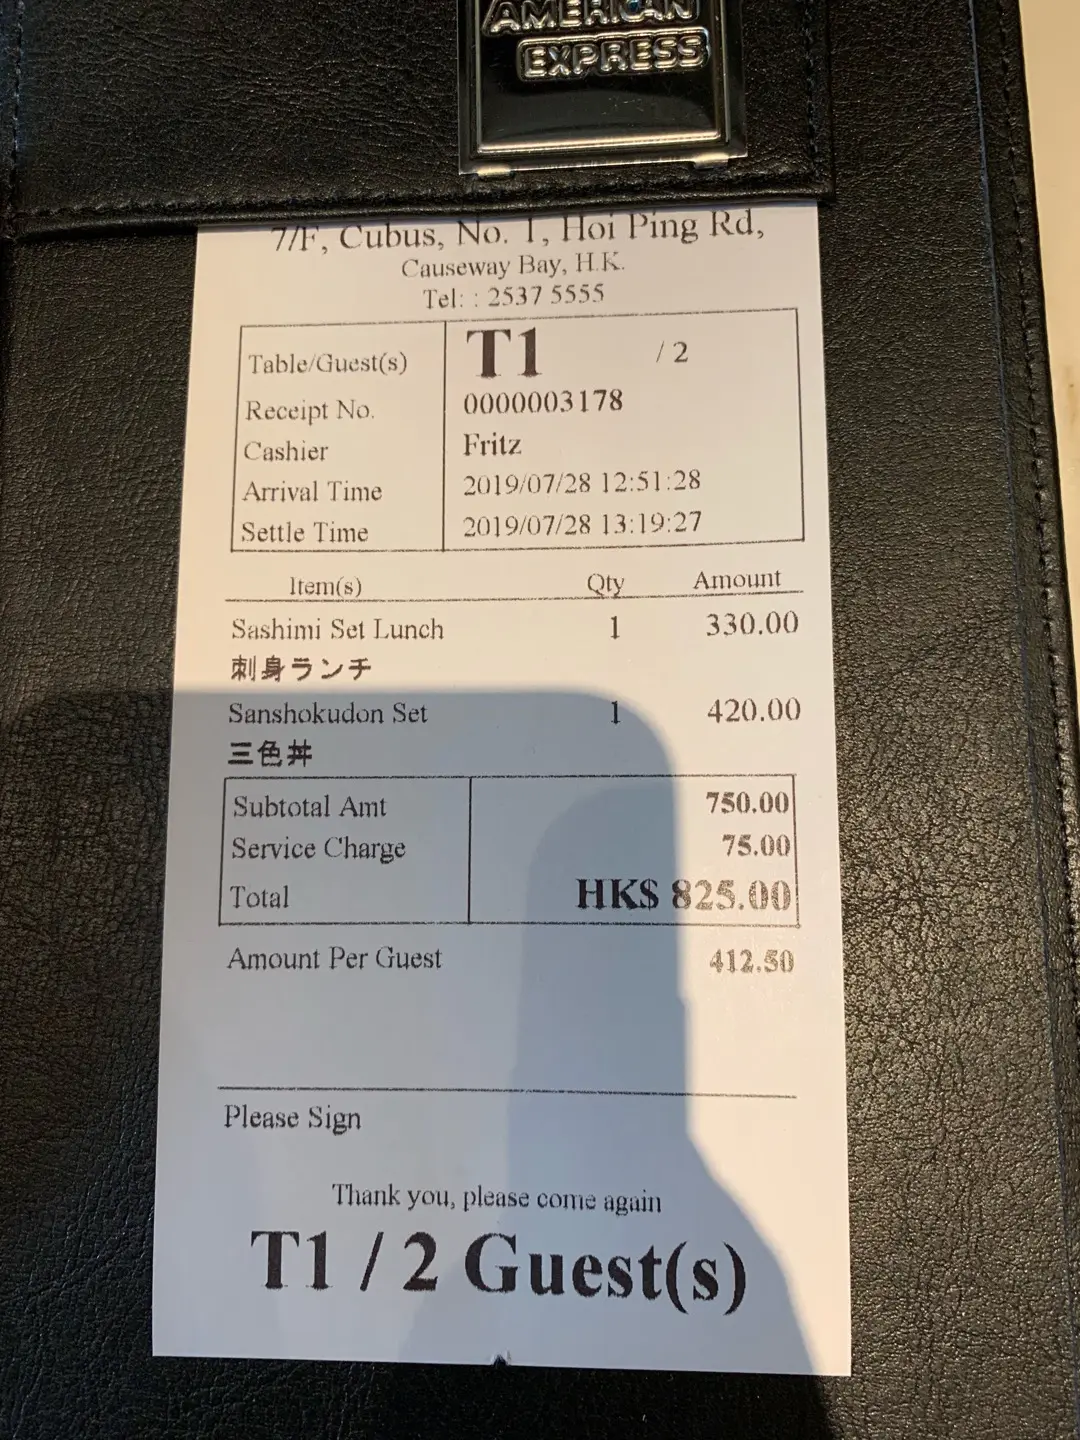 AMERICAN
EXPRESS
7/F, Cubus, No. 1, Hoi Ping Rd,
Causeway Bay, H.K.
Tel: : 2537 5555
Table/Guest(s) T1 / 2
Receipt No. 0000003178
Cashier Fritz
Arrival Time 2019/07/28 12:51:28
Settle Time 2019/07/28 13:19:27
Item(s) Qty Amount
Sashimi Set Lunch 1 330.00
刺身ランチ
Sanshokudon Set 1 420.00
三色丼
Subtotal Amt 750.00
Service Charge 75.00
Total HK$ 825.00
Amount Per Guest 412.50
Please Sign
Thank you, please come again
T1 / 2 Guest(s)